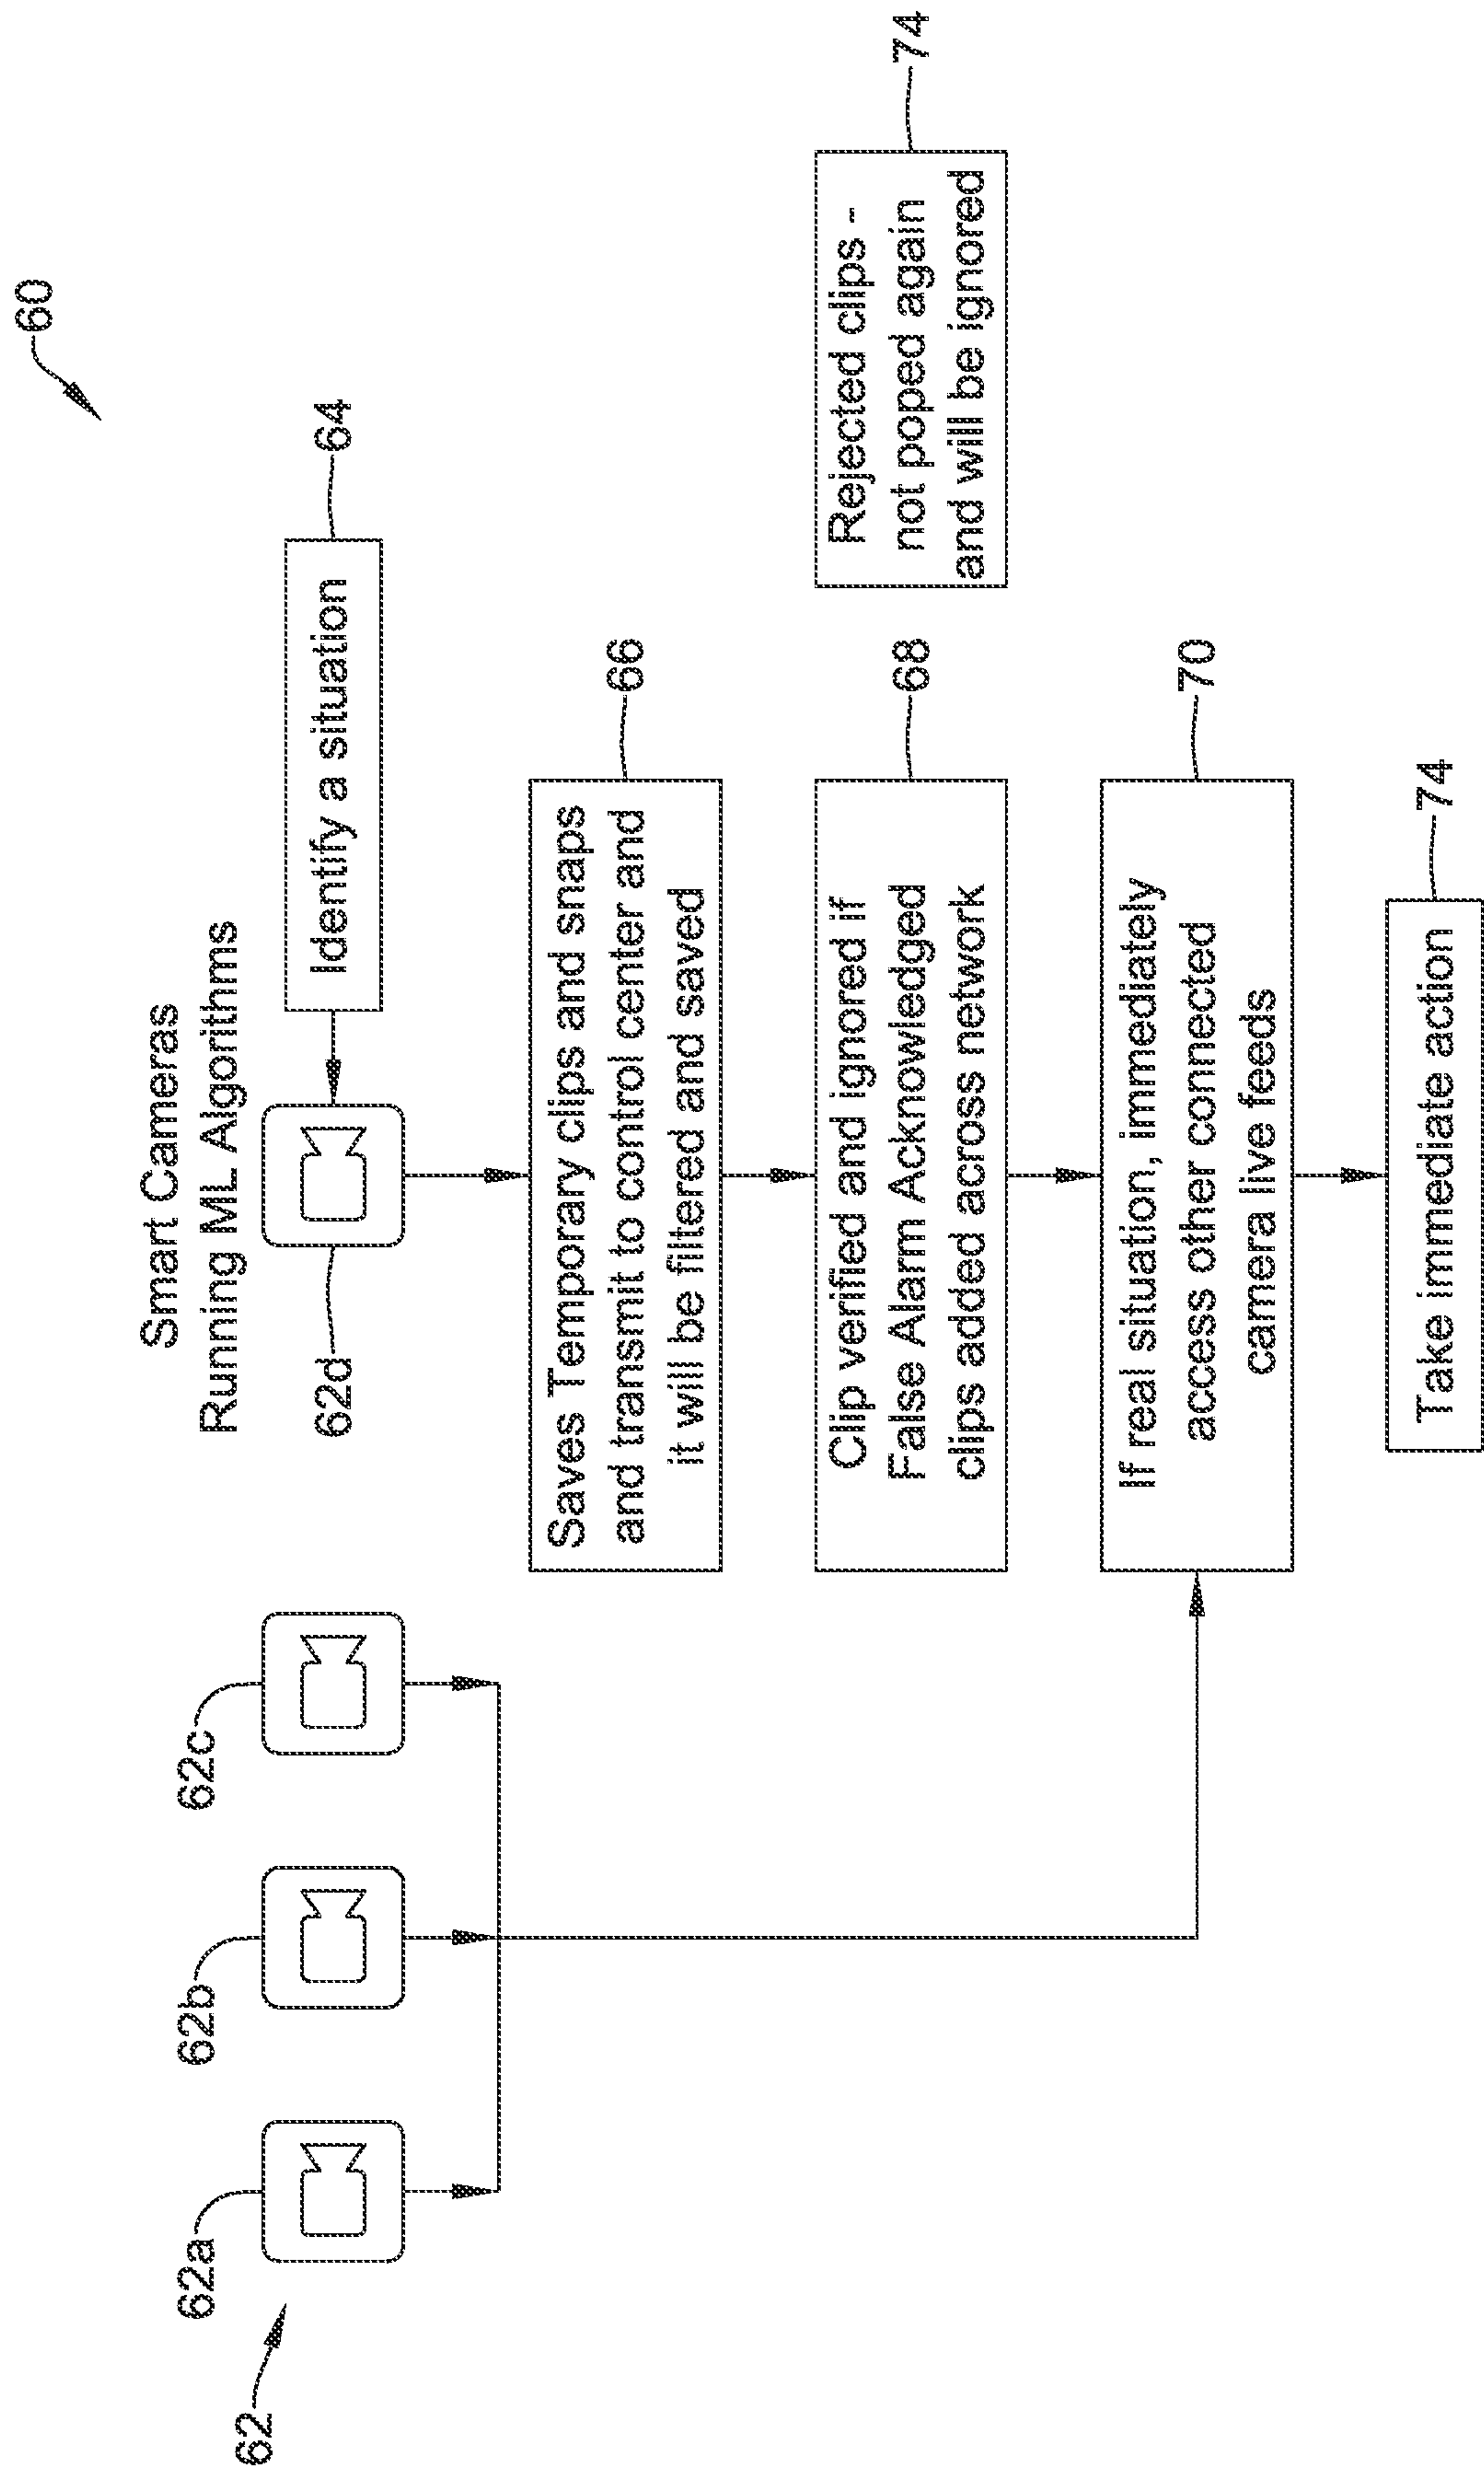 60
Smart Cameras
Running ML Algorithms
62
62a
62b
62c
62d
Identify a situation
64
Saves Temporary clips and snaps
and transmit to control center and
it will be filtered and saved
66
Clip verified and ignored if
False Alarm Acknowledged
clips added across network
68
Rejected clips -
not poped again
and will be ignored
74
If real situation, immediately
access other connected
camera live feeds
70
Take immediate action
74